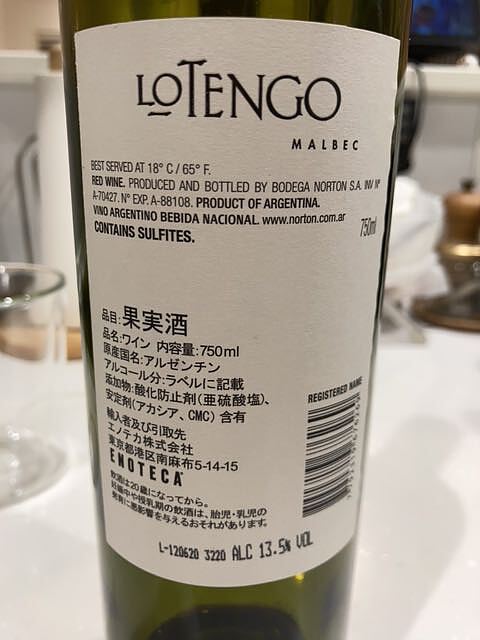 LOTENGO
MALBEC
BEST SERVED AT 18° C / 65° F.
RED WINE. PRODUCED AND BOTTLED BY BODEGA NORTON S.A. INV Nº
A-70427. N° EXP. A-88108. PRODUCT OF ARGENTINA.
VINO ARGENTINO BEBIDA NACIONAL. www.norton.com.ar
750ml
CONTAINS SULFITES.
品目:果実酒
品名:ワイン 内容量:750ml
原産国名:アルゼンチン
アルコール分:ラベルに記載
添加物:酸化防止剤(亜硫酸塩)、
安定剤(アカシア、CMC) 含有
輸入者及び引取先
エノテカ株式会社
東京都港区南麻布5-14-15
ENOTECA
飲酒は20歳になってから。
妊娠中や授乳期の飲酒は、胎児・乳児の
発育に悪影響を与えるおそれがあります。
REGISTERED NAME
L-120620 3220 ALC 13.5% VOL